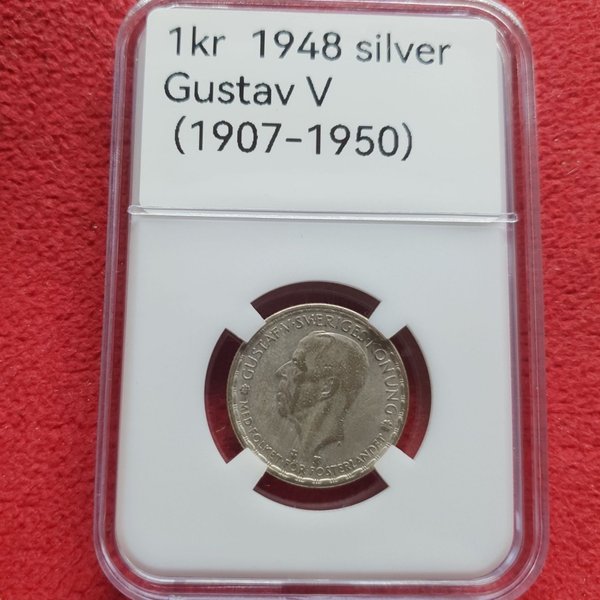 1kr 1948 silver
Gustav V
(1907-1950)
GUSTAF V SVERIGES KONUNG
MED FOLKET FÖR FOSTERLANDET